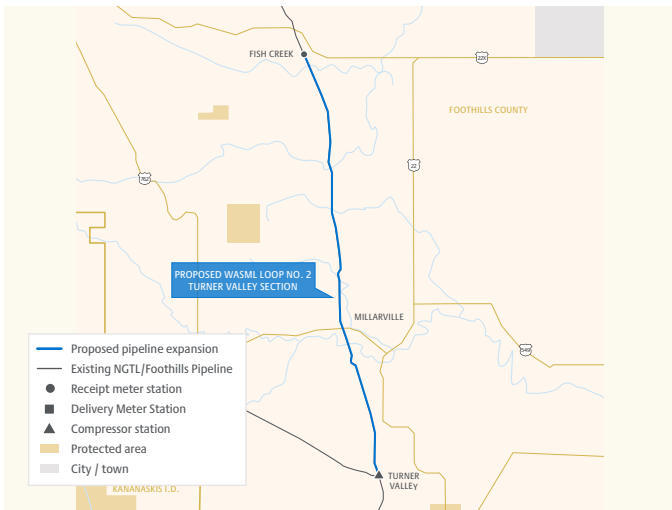 FISH CREEK
22X
FOOTHILLS COUNTY
22
762
PROPOSED WASML LOOP NO. 2
TURNER VALLEY SECTION
MILLARVILLE
549
Proposed pipeline expansion
Existing NGTL/Foothills Pipeline
Receipt meter station
Delivery Meter Station
Compressor station
Protected area
City / town
KANANASKIS I.D.
TURNER
VALLEY